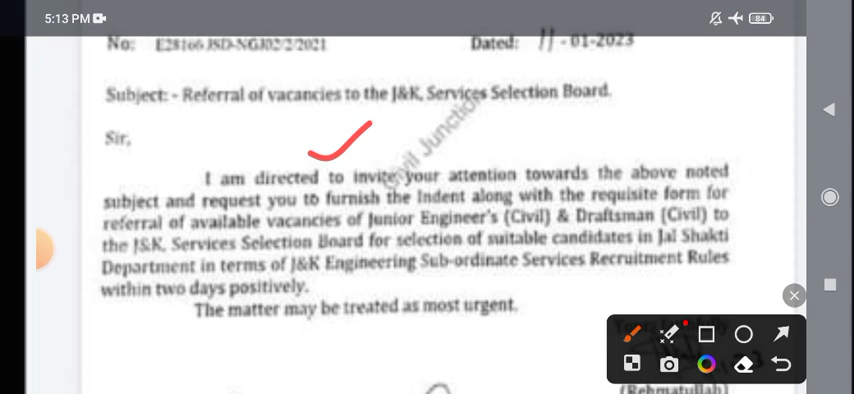 5:13 PM
84
No: E28166 JSD-NGJ02/2/2021 Dated: 11 - 01-2023
Subject: - Referral of vacancies to the J&K, Services Selection Board.
Sir,
Civil Junction
I am directed to invite your attention towards the above noted
subject and request you to furnish the Indent along with the requisite form for
referral of available vacancies of Junior Engineer's (Civil) & Draftsman (Civil) to
the J&K, Services Selection Board for selection of suitable candidates in Jal Shakti
Department in terms of J&K Engineering Sub-ordinate Services Recruitment Rules
within two days positively.
The matter may be treated as most urgent.
(Rehmatullah)